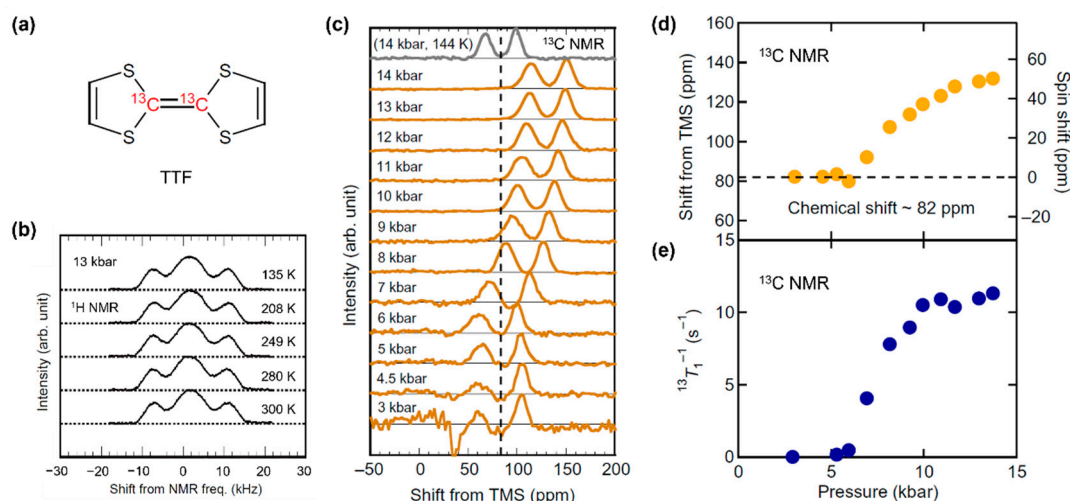 (a)
S
S
13C
13C
S
S
TTF
(b)
13 kbar
135 K
1H NMR
208 K
249 K
280 K
300 K
Intensity (arb. unit)
−30 −20 −10 0 10 20 30
Shift from NMR freq. (kHz)
(c)
(14 kbar, 144 K)
13C NMR
14 kbar
13 kbar
12 kbar
11 kbar
10 kbar
9 kbar
8 kbar
7 kbar
6 kbar
5 kbar
4.5 kbar
3 kbar
Intensity (arb. unit)
−50 0 50 100 150 200
Shift from TMS (ppm)
(d)
13C NMR
160
140
120
100
80
60
Shift from TMS (ppm)
60
40
20
0
−20
Spin shift (ppm)
Chemical shift ~ 82 ppm
(e)
13C NMR
15
10
5
0
13T1−1 (s−1)
0 5 10 15
Pressure (kbar)